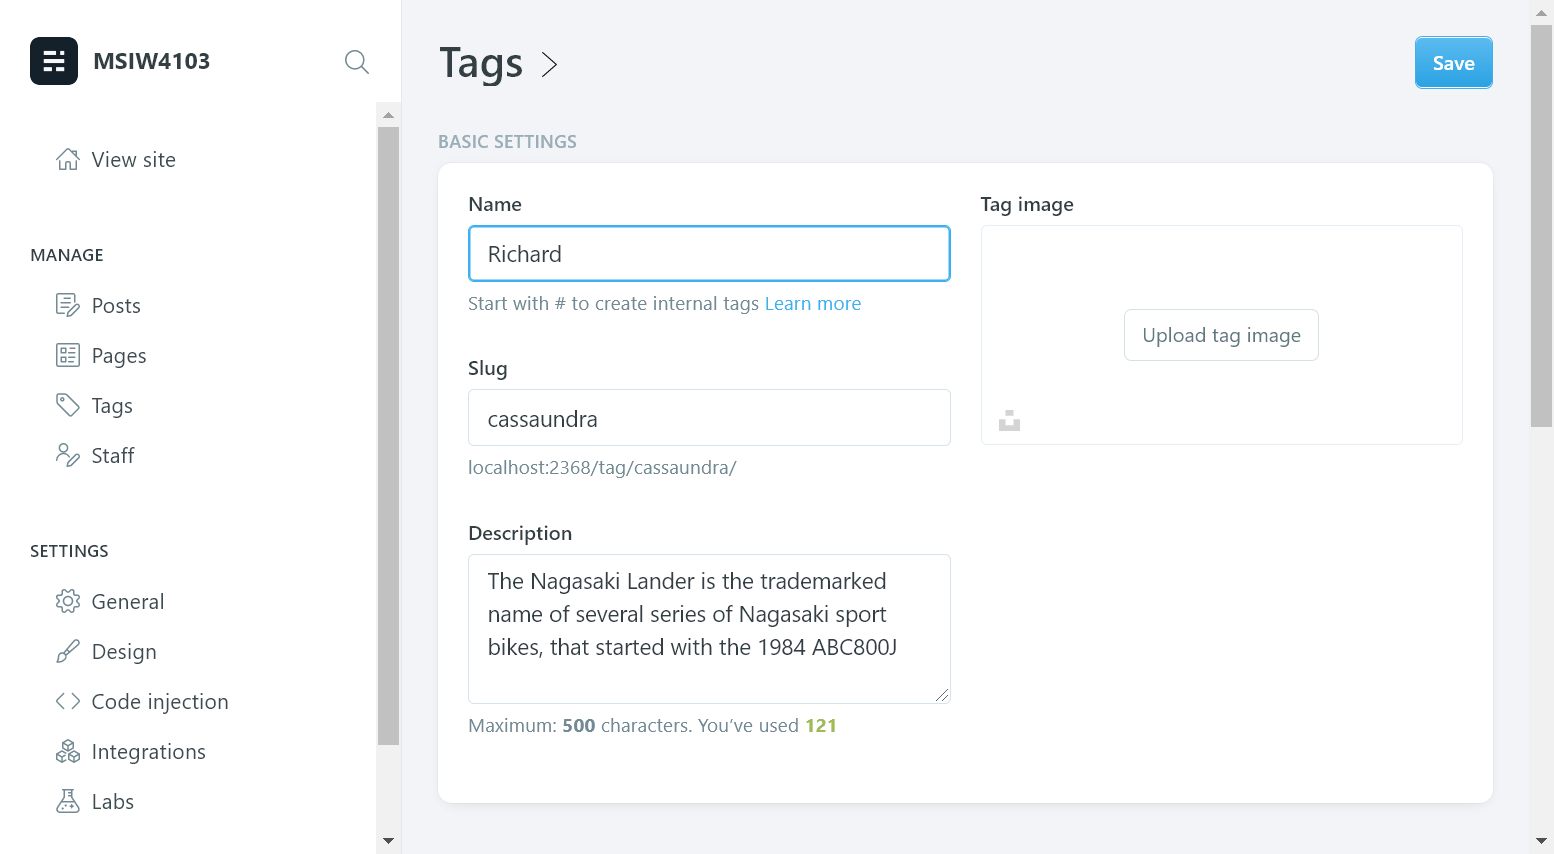 MSIW4103
View site
MANAGE
Posts
Pages
Tags
Staff
SETTINGS
General
Design
Code injection
Integrations
Labs
Tags
Save
BASIC SETTINGS
Name
Richard
Start with # to create internal tags Learn more
Slug
cassaundra
localhost:2368/tag/cassaundra/
Description
The Nagasaki Lander is the trademarked
name of several series of Nagasaki sport
bikes, that started with the 1984 ABC800J
Maximum: 500 characters. You’ve used 121
Tag image
Upload tag image